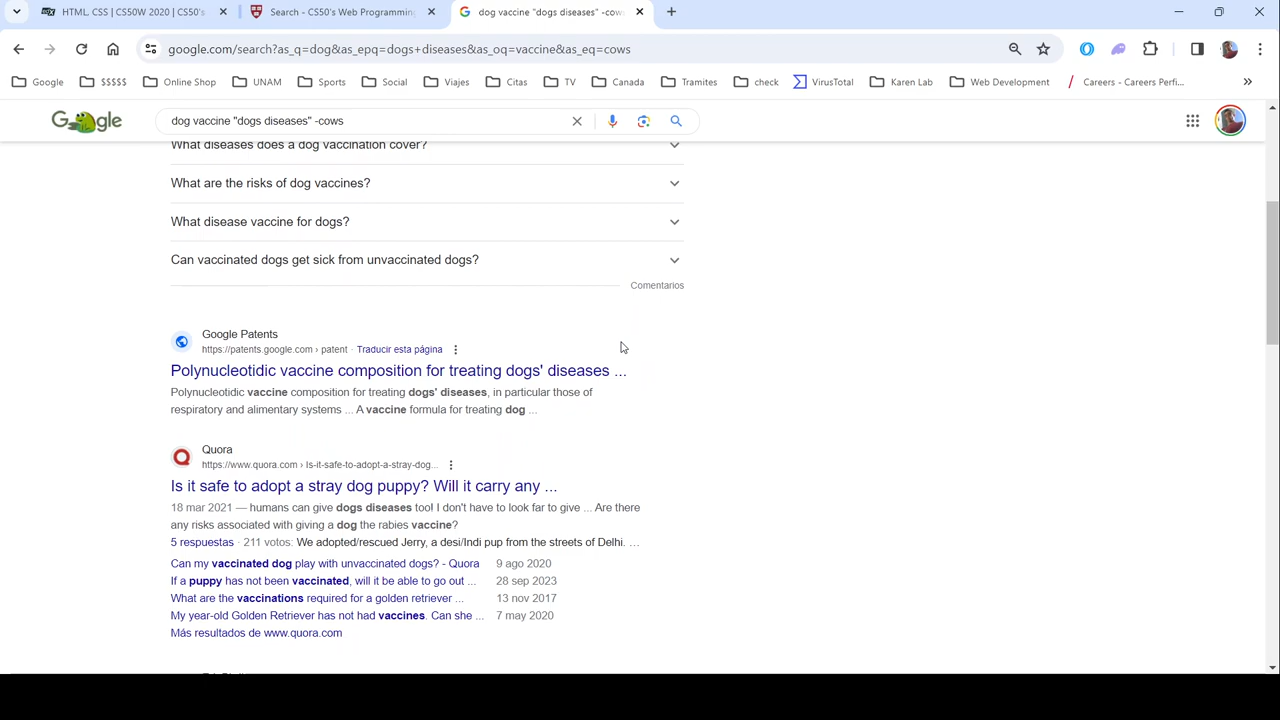 HTML, CSS | CS50W 2020 | CS50's
Search - CS50's Web Programming
dog vaccine "dogs diseases" -cows
google.com/search?as_q=dog&as_epq=dogs+diseases&as_oq=vaccine&as_eq=cows
Google
$$$$$
Online Shop
UNAM
Sports
Social
Viajes
Citas
TV
Canada
Tramites
check
VirusTotal
Karen Lab
Web Development
Careers - Careers Perfi...
dog vaccine "dogs diseases" -cows
What diseases does a dog vaccination cover?
What are the risks of dog vaccines?
What disease vaccine for dogs?
Can vaccinated dogs get sick from unvaccinated dogs?
Comentarios
Google Patents
https://patents.google.com › patent · Traducir esta página
Polynucleotidic vaccine composition for treating dogs' diseases ...
Polynucleotidic vaccine composition for treating dogs' diseases, in particular those of
respiratory and alimentary systems ... A vaccine formula for treating dog ...
Quora
https://www.quora.com › Is-it-safe-to-adopt-a-stray-dog...
Is it safe to adopt a stray dog puppy? Will it carry any ...
18 mar 2021 — humans can give dogs diseases too! I don't have to look far to give ... Are there
any risks associated with giving a dog the rabies vaccine?
5 respuestas · 211 votos: We adopted/rescued Jerry, a desi/Indi pup from the streets of Delhi. ...
Can my vaccinated dog play with unvaccinated dogs? - Quora 9 ago 2020
If a puppy has not been vaccinated, will it be able to go out ... 28 sep 2023
What are the vaccinations required for a golden retriever ... 13 nov 2017
My year-old Golden Retriever has not had vaccines. Can she ... 7 may 2020
Más resultados de www.quora.com